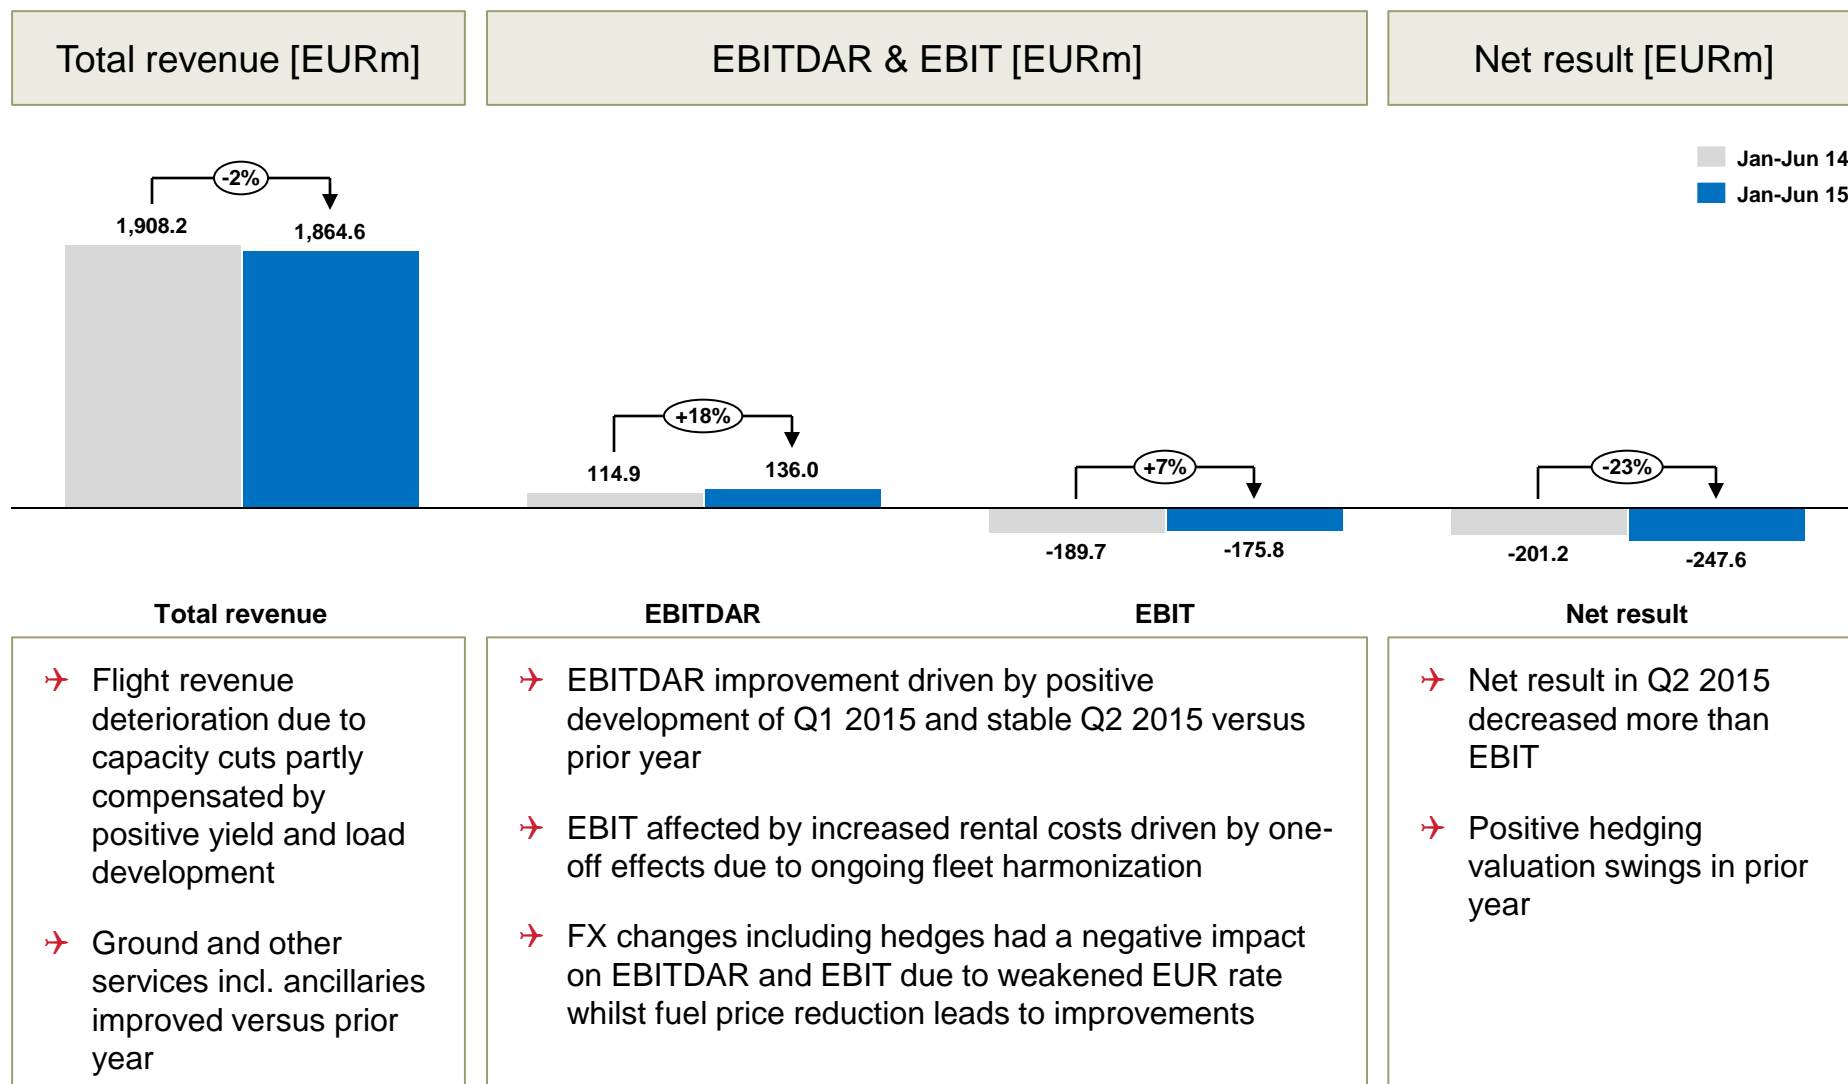 Total revenue [EURm]
EBITDAR & EBIT [EURm]
Net result [EURm]
Jan-Jun 14
Jan-Jun 15
-2%
1,908.2
1,864.6
+18%
114.9
136.0
+7%
-189.7
-175.8
-23%
-201.2
-247.6
Total revenue
EBITDAR
EBIT
Net result
Flight revenue
deterioration due to
capacity cuts partly
compensated by
positive yield and load
development
Ground and other
services incl. ancillaries
improved versus prior
year
EBITDAR improvement driven by positive
development of Q1 2015 and stable Q2 2015 versus
prior year
EBIT affected by increased rental costs driven by one-
off effects due to ongoing fleet harmonization
FX changes including hedges had a negative impact
on EBITDAR and EBIT due to weakened EUR rate
whilst fuel price reduction leads to improvements
Net result in Q2 2015
decreased more than
EBIT
Positive hedging
valuation swings in prior
year